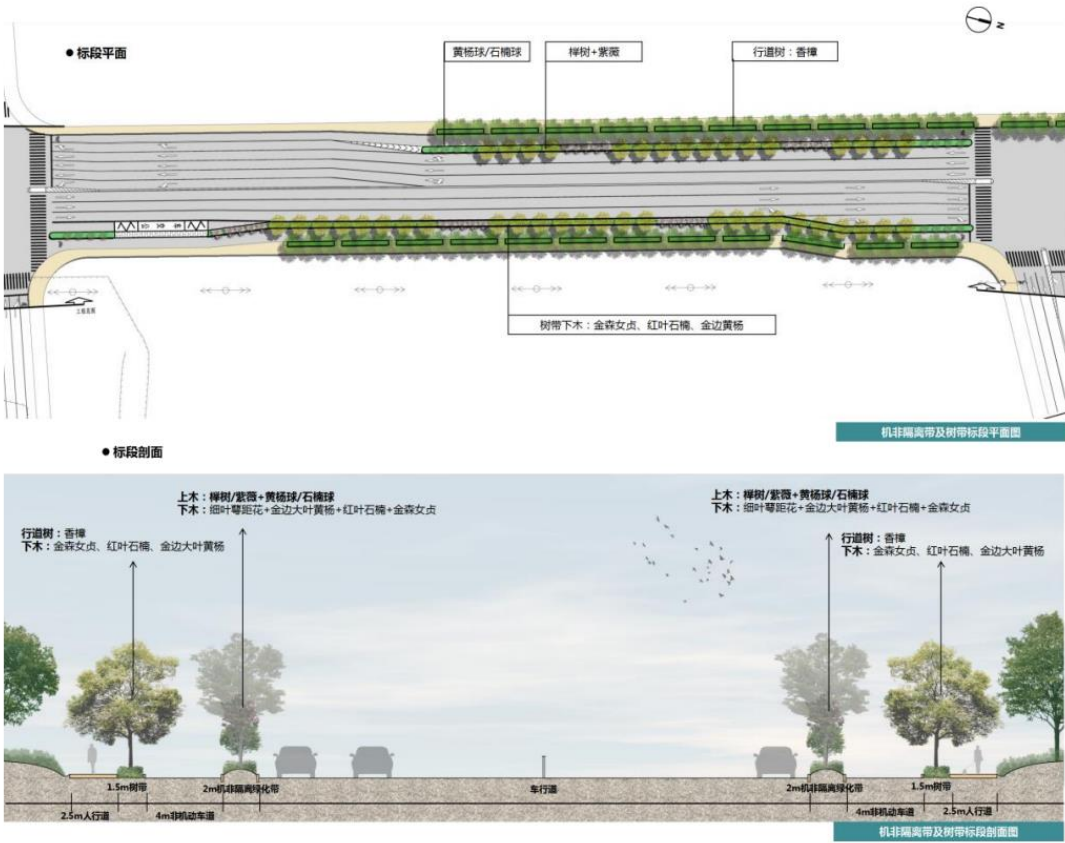 N
● 标段平面
黄杨球/石楠球
榉树+紫薇
行道树：香樟
树带下木：金森女贞、红叶石楠、金边黄杨
机非隔离带及树带标段平面图
● 标段剖面
上木：榉树/紫薇+黄杨球/石楠球
下木：细叶萼距花+金边大叶黄杨+红叶石楠+金森女贞
行道树：香樟
下木：金森女贞、红叶石楠、金边大叶黄杨
上木：榉树/紫薇+黄杨球/石楠球
下木：细叶萼距花+金边大叶黄杨+红叶石楠+金森女贞
行道树：香樟
下木：金森女贞、红叶石楠、金边大叶黄杨
1.5m树带
2m机非隔离绿化带
车行道
2m机非隔离绿化带
1.5m树带
2.5m人行道
4m非机动车道
4m非机动车道
2.5m人行道
机非隔离带及树带标段剖面图